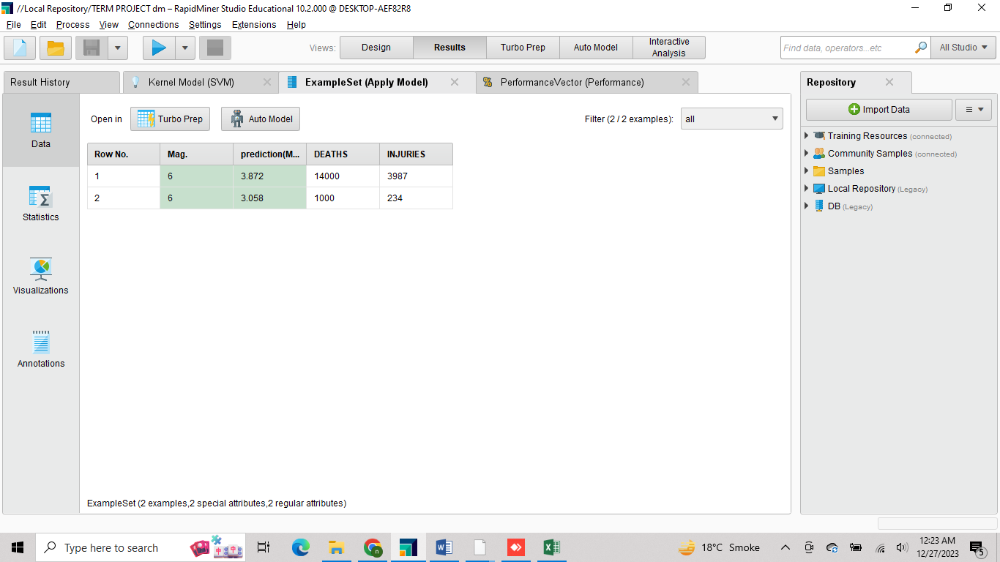 //Local Repository/TERM PROJECT dm – RapidMiner Studio Educational 10.2.000 @ DESKTOP-AEF82R8
File Edit Process View Connections Settings Extensions Help
Views: Design Results Turbo Prep Auto Model Interactive Analysis
Find data, operators...etc All Studio
Result History Kernel Model (SVM) ExampleSet (Apply Model) PerformanceVector (Performance)
Repository
Data
Statistics
Visualizations
Annotations
Open in Turbo Prep Auto Model Filter (2 / 2 examples): all
Row No. Mag. prediction(M... DEATHS INJURIES
1 6 3.872 14000 3987
2 6 3.058 1000 234
ExampleSet (2 examples,2 special attributes,2 regular attributes)
Import Data
Training Resources (connected)
Community Samples (connected)
Samples
Local Repository (Legacy)
DB (Legacy)
Type here to search
18°C Smoke
12:23 AM
12/27/2023
5